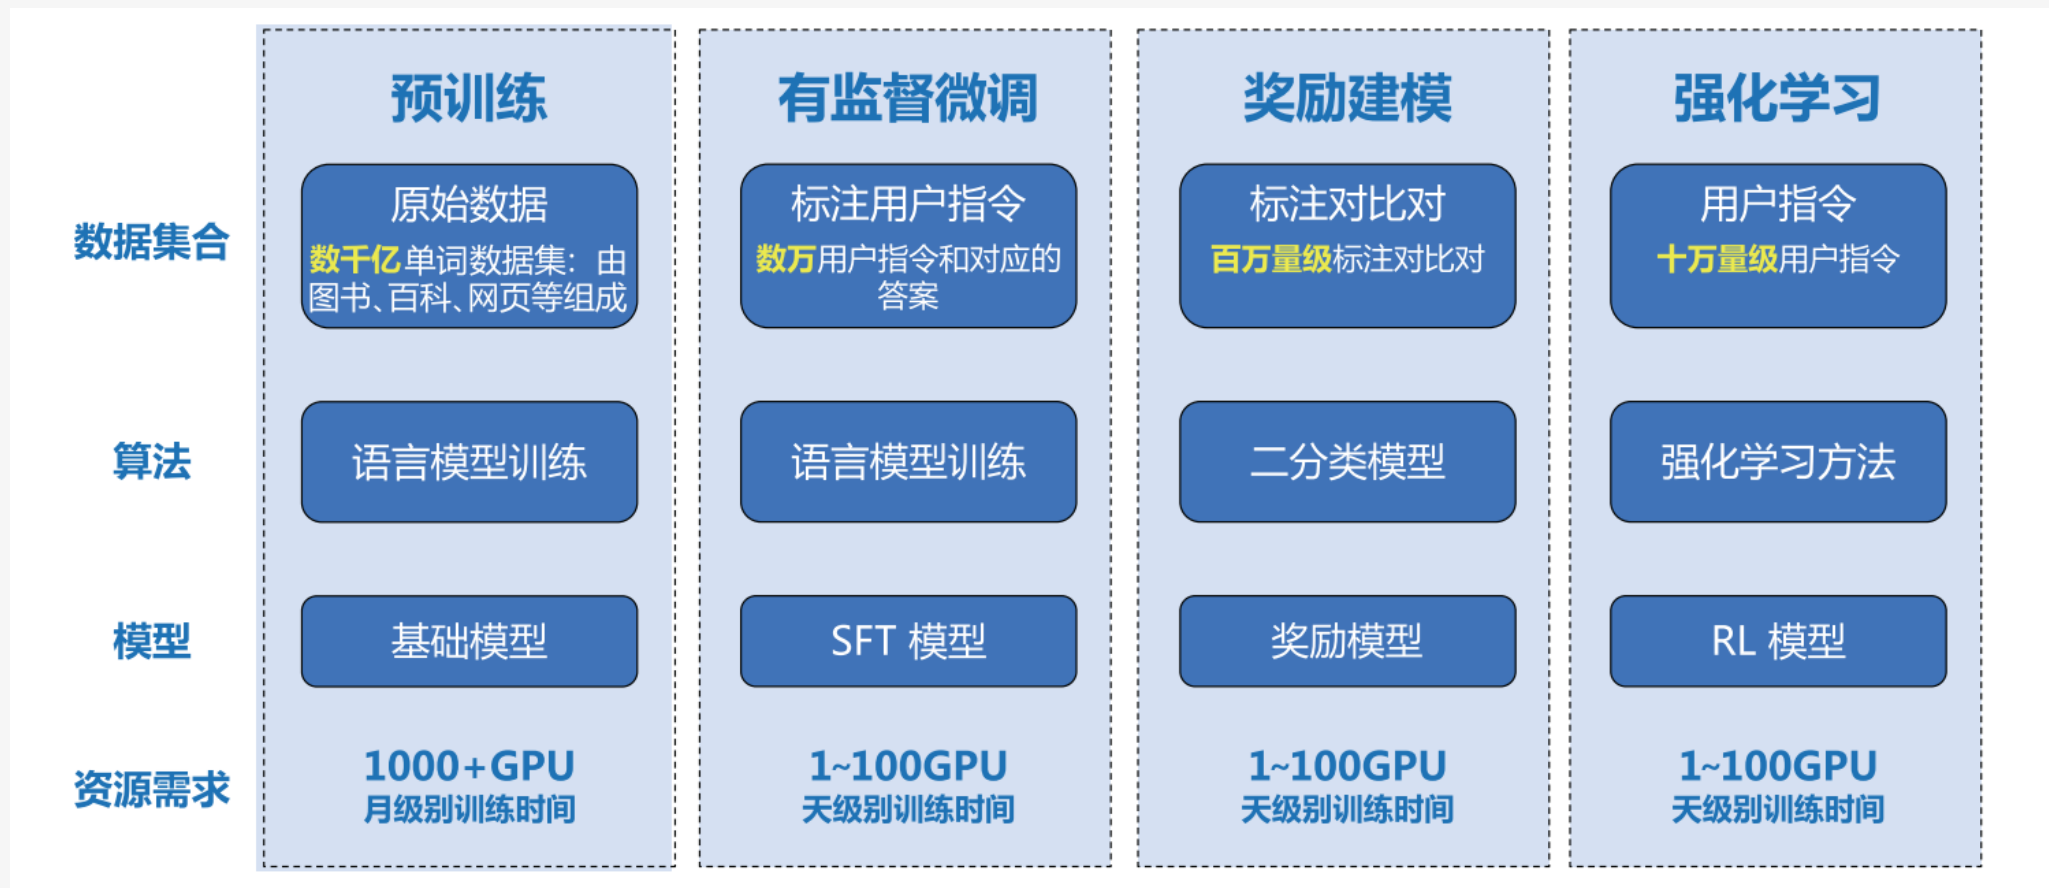 预训练
有监督微调
奖励建模
强化学习
数据集合
原始数据
数千亿单词数据集：由
图书、百科、网页等组成
标注用户指令
数万用户指令和对应的
答案
标注对比对
百万量级标注对比对
用户指令
十万量级用户指令
算法
语言模型训练
语言模型训练
二分类模型
强化学习方法
模型
基础模型
SFT 模型
奖励模型
RL 模型
资源需求
1000+GPU
月级别训练时间
1~100GPU
天级别训练时间
1~100GPU
天级别训练时间
1~100GPU
天级别训练时间